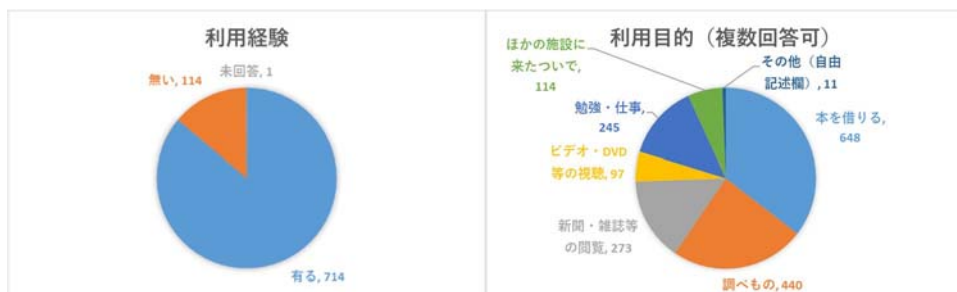 利用経験
未回答, 1
無い, 114
有る, 714
利用目的（複数回答可）
ほかの施設に
来たついで,
114
その他（自由
記述欄）, 11
勉強・仕事,
245
本を借りる,
648
ビデオ・DVD
等の視聴, 97
新聞・雑誌等
の閲覧, 273
調べもの, 440